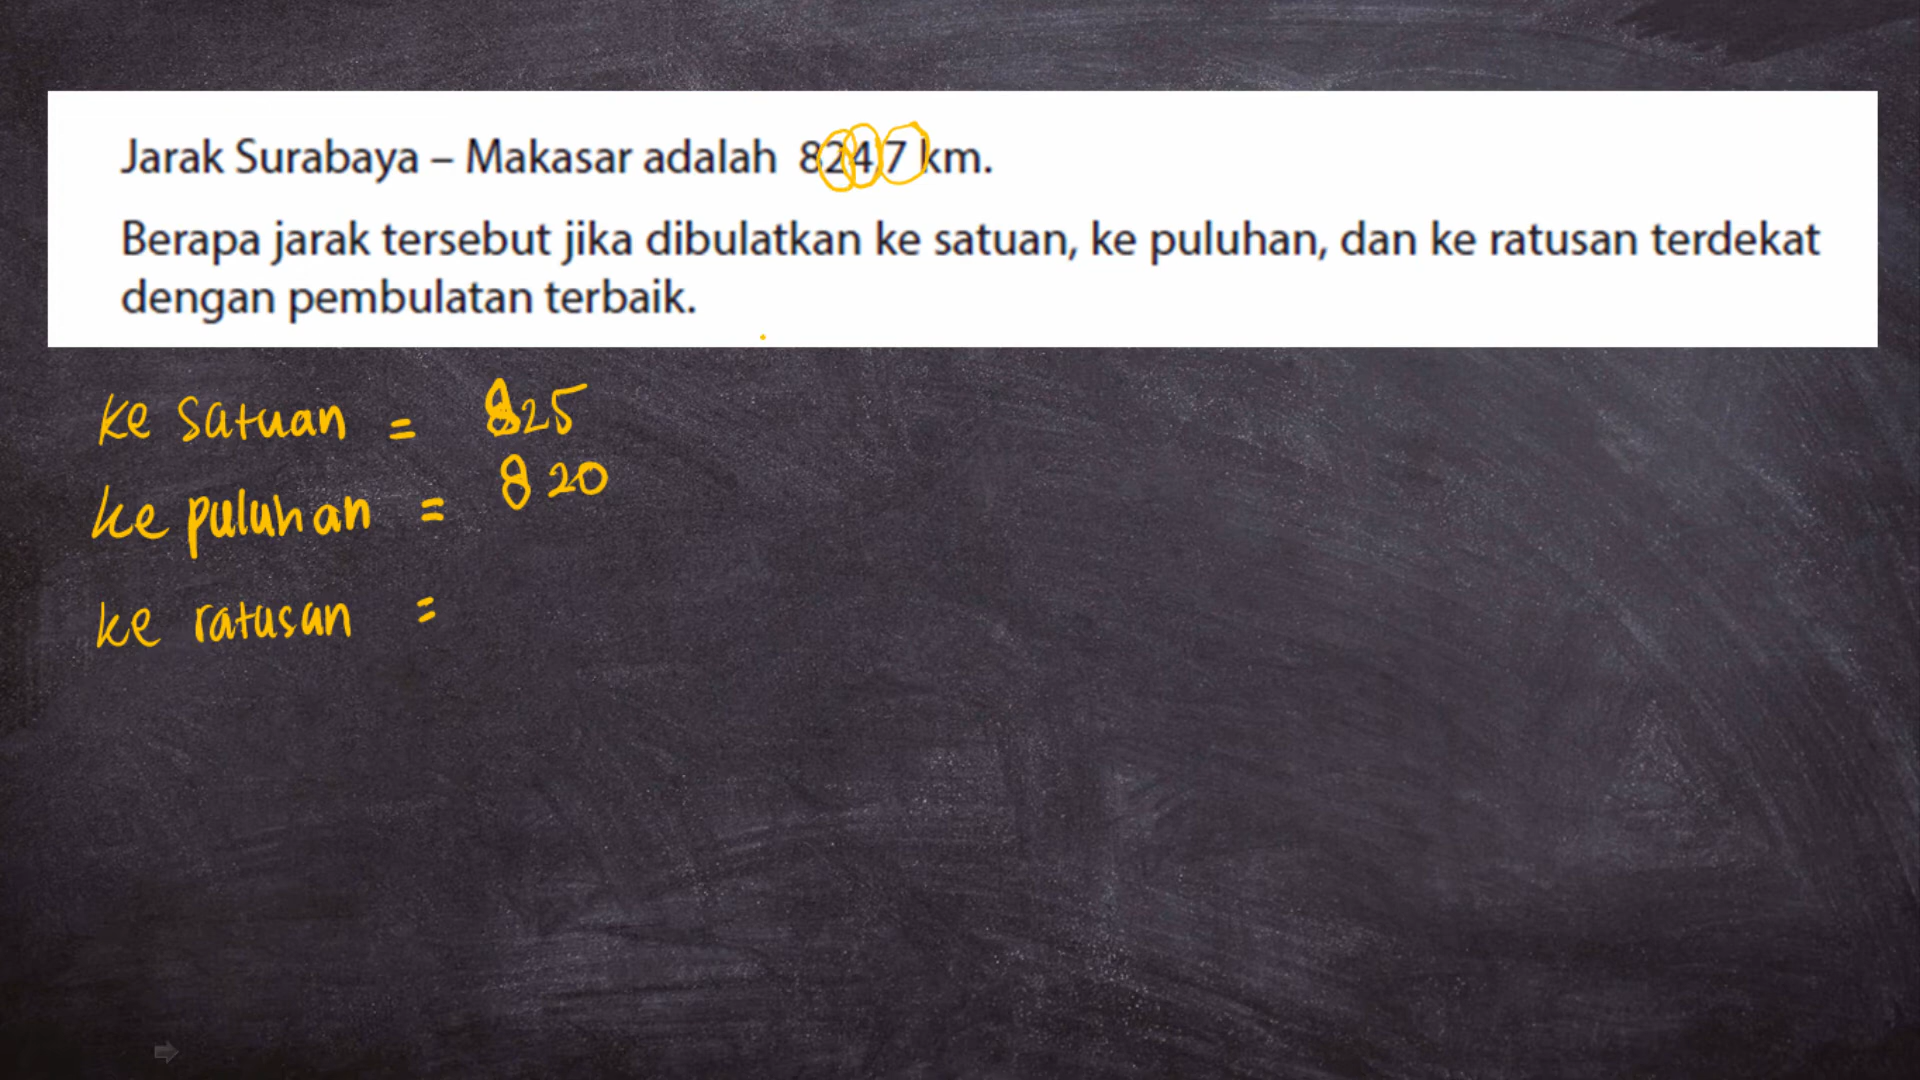 Jarak Surabaya – Makasar adalah 824,7 km.
Berapa jarak tersebut jika dibulatkan ke satuan, ke puluhan, dan ke ratusan terdekat
dengan pembulatan terbaik.
ke satuan = 825
ke puluhan = 820
ke ratusan =